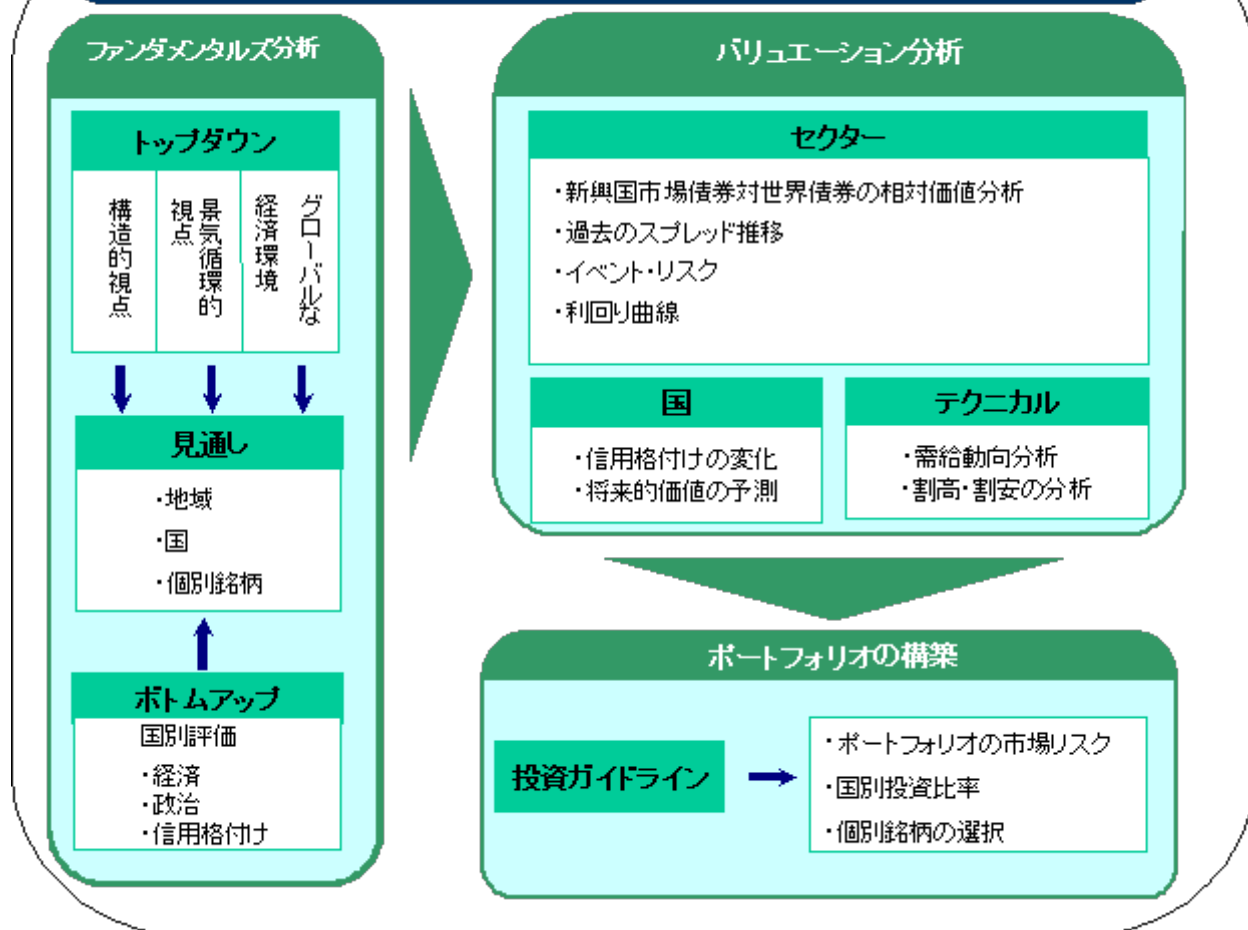 ファンダメンタルズ分析
トップダウン
構造的視点
景気循環的
視点
グローバルな
経済環境
見通し
・地域
・国
・個別銘柄
ボトムアップ
国別評価
・経済
・政治
・信用格付け
バリュエーション分析
セクター
・新興国市場債券対世界債券の相対価値分析
・過去のスプレッド推移
・イベント・リスク
・利回り曲線
国
・信用格付けの変化
・将来的価値の予測
テクニカル
・需給動向分析
・割高・割安の分析
ポートフォリオの構築
投資ガイドライン
・ポートフォリオの市場リスク
・国別投資比率
・個別銘柄の選択